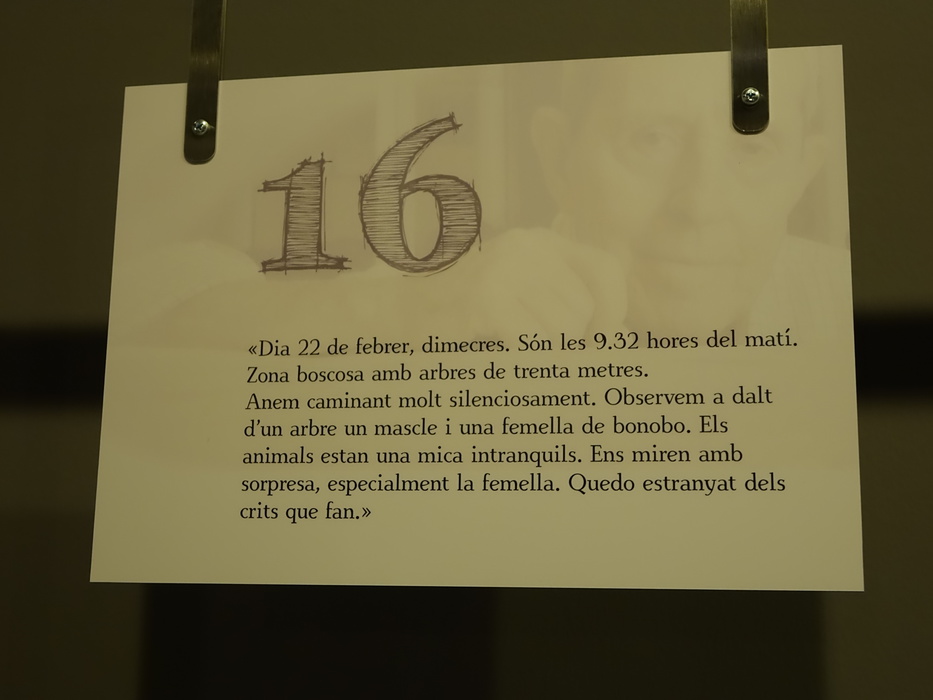 16
«Dia 22 de febrer, dimecres. Són les 9.32 hores del matí.
Zona boscosa amb arbres de trenta metres.
Anem caminant molt silenciosament. Observem a dalt
d'un arbre un mascle i una femella de bonobo. Els
animals estan una mica intranquils. Ens miren amb
sorpresa, especialment la femella. Quedo estranyat dels
crits que fan.»